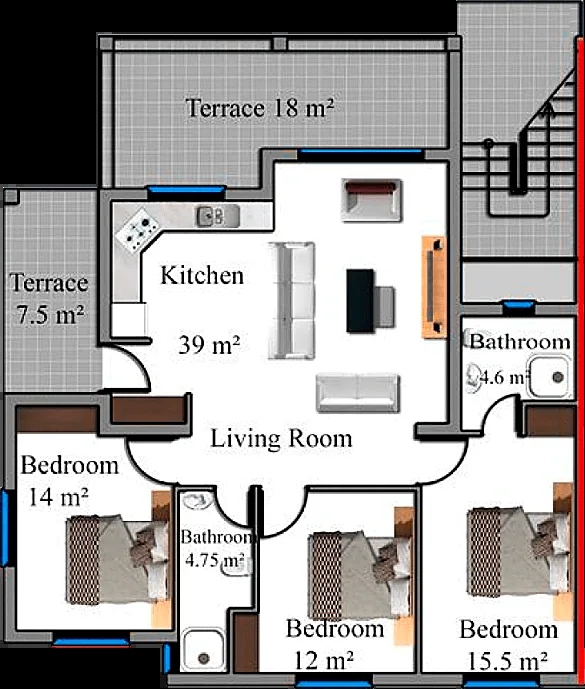 Terrace 18 m²
Terrace
7.5 m²
Kitchen
39 m²
Living Room
Bathroom
4.6 m²
Bedroom
14 m²
Bathroom
4.75 m²
Bedroom
12 m²
Bedroom
15.5 m²